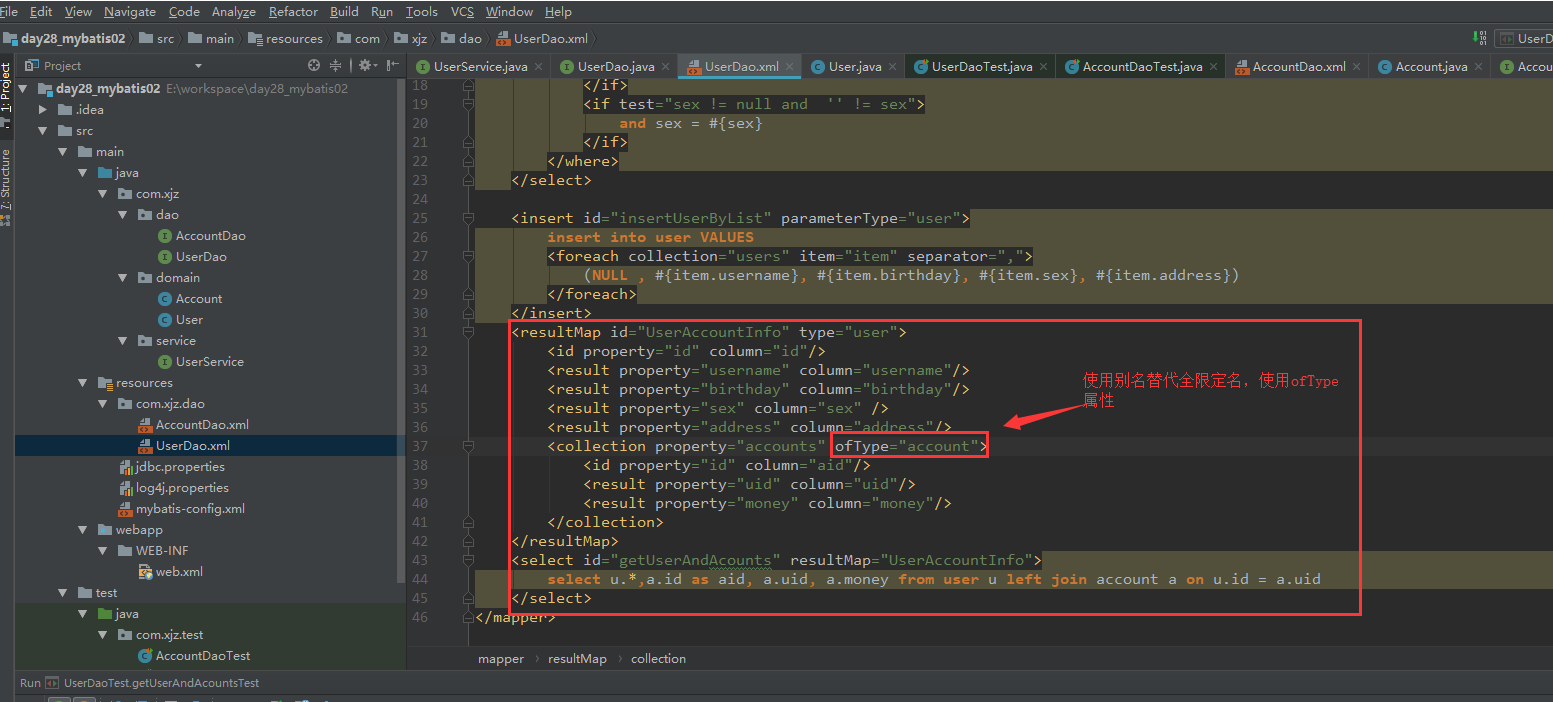 File Edit View Navigate Code Analyze Refactor Build Run Tools VCS Window Help
day28_mybatis02 src main resources com xjz dao UserDao.xml UserD
Project UserService.java UserDao.java UserDao.xml User.java UserDaoTest.java AccountDaoTest.java AccountDao.xml Account.java Accou
1: Project
7: Structure
day28_mybatis02 E:\workspace\day28_mybatis02
.idea
src
main
java
com.xjz
dao
AccountDao
UserDao
domain
Account
User
service
UserService
resources
com.xjz.dao
AccountDao.xml
UserDao.xml
jdbc.properties
log4j.properties
mybatis-config.xml
webapp
WEB-INF
web.xml
test
java
com.xjz.test
AccountDaoTest
18 </if>
19 <if test="sex != null and  '' != sex">
20 and sex = #{sex}
21 </if>
22 </where>
23 </select>
24
25 <insert id="insertUserByList" parameterType="user">
26 insert into user VALUES
27 <foreach collection="users" item="item" separator=",">
28 (NULL , #{item.username}, #{item.birthday}, #{item.sex}, #{item.address})
29 </foreach>
30 </insert>
31 <resultMap id="UserAccountInfo" type="user">
32 <id property="id" column="id"/>
33 <result property="username" column="username"/>
34 <result property="birthday" column="birthday"/>
35 <result property="sex" column="sex" />
36 <result property="address" column="address"/>
37 <collection property="accounts" ofType="account">
38 <id property="id" column="aid"/>
39 <result property="uid" column="uid"/>
40 <result property="money" column="money"/>
41 </collection>
42 </resultMap>
43 <select id="getUserAndAcounts" resultMap="UserAccountInfo">
44 select u.*,a.id as aid, a.uid, a.money from user u left join account a on u.id = a.uid
45 </select>
46 </mapper>
使用别名替代全限定名，使用ofType
属性
mapper resultMap collection
Run UserDaoTest.getUserAndAcountsTest